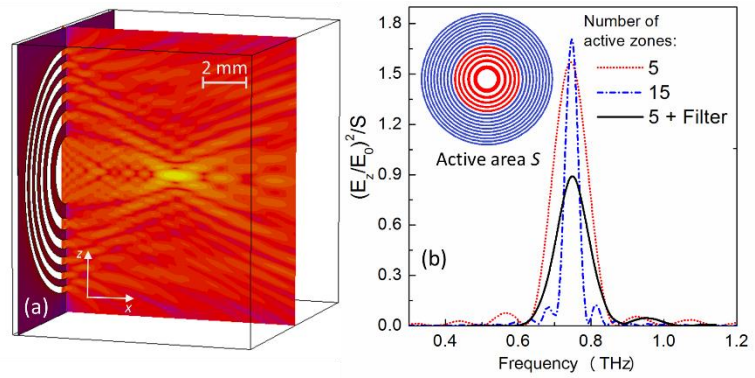 2 mm
z
x
(a)
(E_z/E_0)^2/S
1.8
1.5
1.2
0.9
0.6
0.3
0.0
0.4 0.6 0.8 1.0 1.2
Frequency (THz)
Number of
active zones:
5
15
5 + Filter
Active area S
(b)